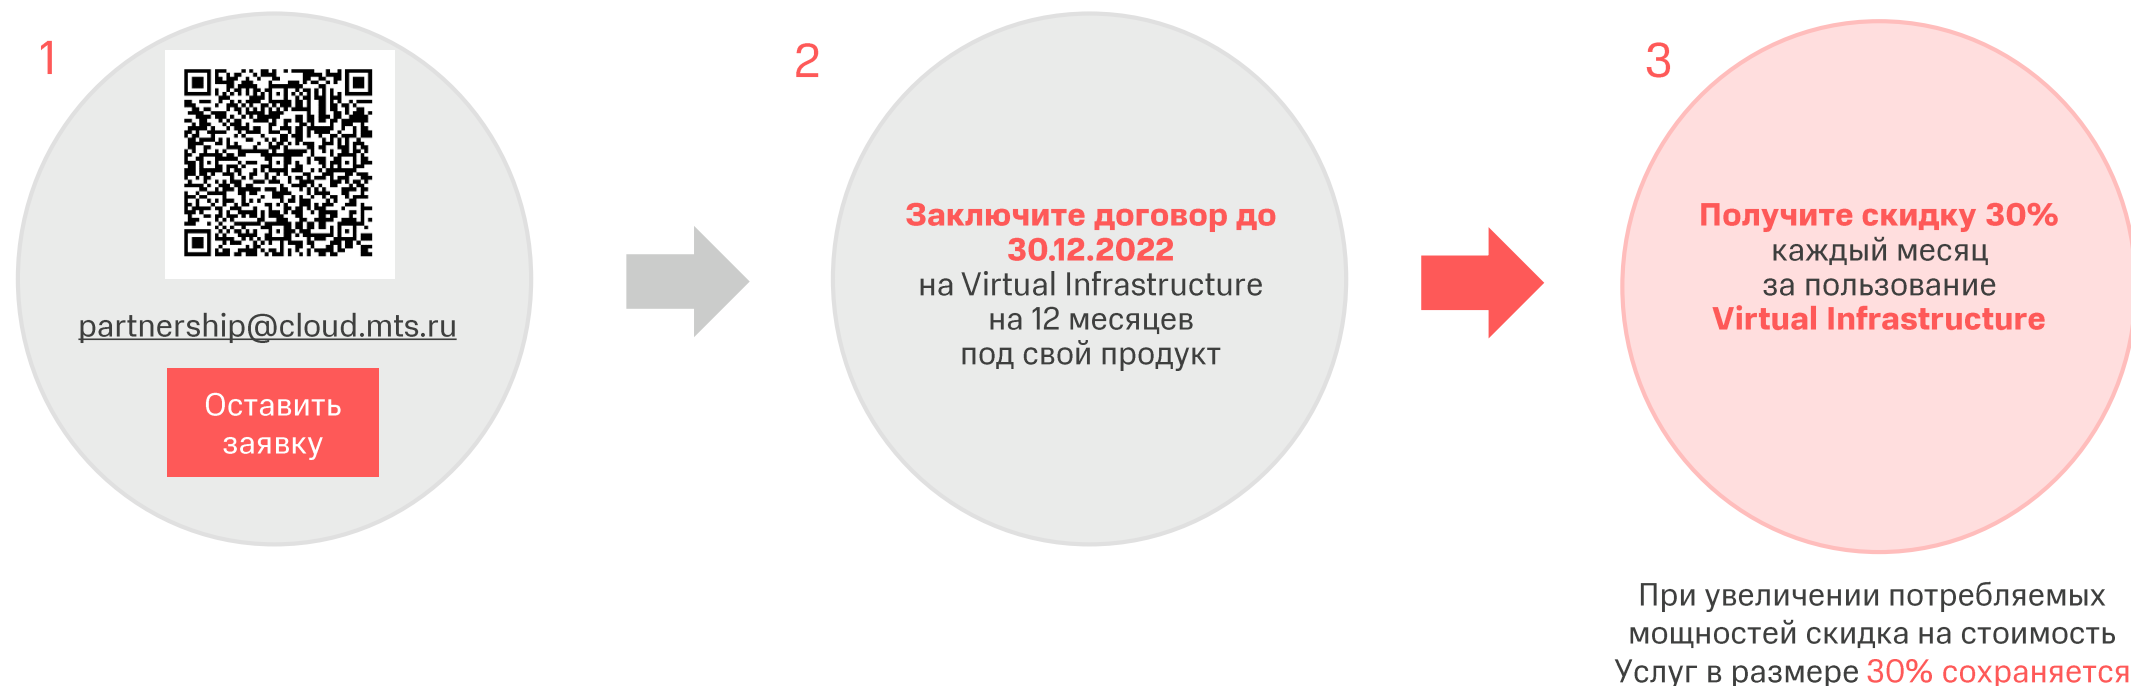 1
partnership@cloud.mts.ru
Оставить
заявку
2
Заключите договор до
30.12.2022
на Virtual Infrastructure
на 12 месяцев
под свой продукт
3
Получите скидку 30%
каждый месяц
за пользование
Virtual Infrastructure
При увеличении потребляемых
мощностей скидка на стоимость
Услуг в размере 30% сохраняется